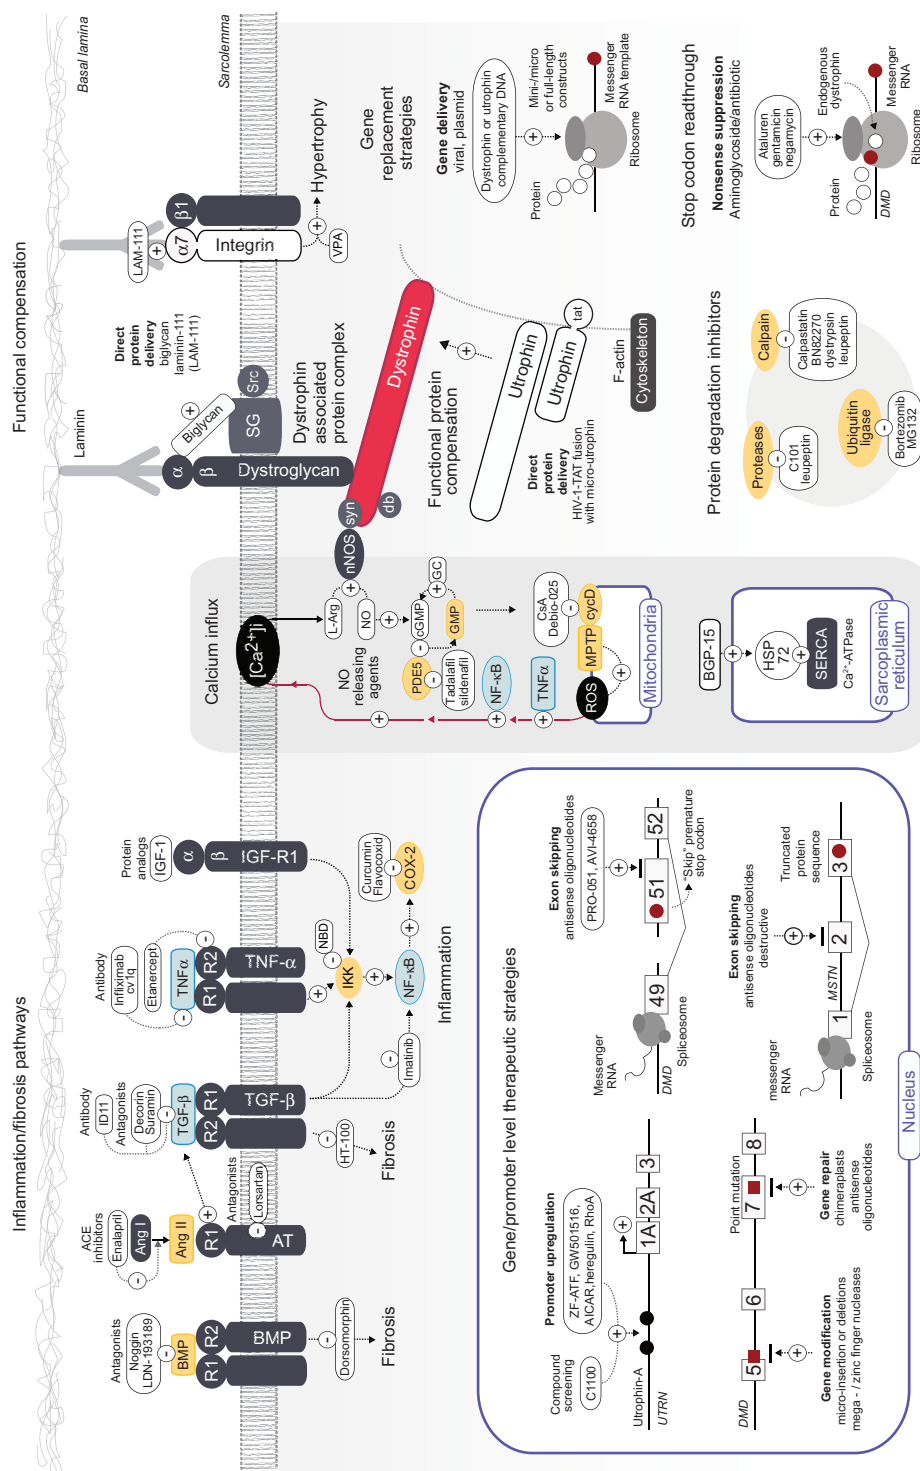 Inflammation/fibrosis pathways
Functional compensation
Basal lamina
Sarcolemma
Antagonists
Noggin
LDN-193189
BMP
R1
R2
BMP
Dorsomorphin
Fibrosis
ACE
inhibitors
Enalapril
Ang I
Ang II
R1
AT
Antagonists
Lorsartan
Antibody
ID11
Antagonists
Decorin
Suramin
TGF-β
R2
R1
TGF-β
HT-100
Fibrosis
Imatinib
Antibody
Infliximab
cv1q
Etanercept
TNFα
R1
R2
TNF-α
NBD
IKK
NF-κB
Inflammation
Protein
analogs
IGF-1
α
β
IGF-R1
Curcumin
Flavocoxid
COX-2
Calcium influx
[Ca2+]i
L-Arg
NO
nNOS
NO
releasing
agents
cGMP
GC
GMP
PDE5
Tadalafil
sildenafil
NF-κB
TNFα
CsA
Debio-025
cycD
MPTP
ROS
Mitochondria
BGP-15
HSP
72
SERCA
Ca2+-ATPase
Sarcoplasmic
reticulum
Laminin
α
β
Dystroglycan
Biglycan
SG
Src
Direct
protein
delivery
biglycan
laminin-111
(LAM-111)
Dystrophin
associated
protein complex
syn
db
Dystrophin
LAM-111
α7
β1
Integrin
VPA
Hypertrophy
Functional protein
compensation
Utrophin
Utrophin
tat
Direct
protein
delivery
HIV-1-TAT fusion
with micro-utrophin
F-actin
Cytoskeleton
Gene
replacement
strategies
Gene delivery
viral, plasmid
Dystrophin or utrophin
complementary DNA
Mini-/micro
or full-length
constructs
Protein
Messenger
RNA template
Ribosome
Protein degradation inhibitors
Proteases
C101
leupeptin
Calpain
Calpastatin
BN82270
dystrypsin
leupeptin
Ubiquitin
ligase
Bortezonib
MG132
Stop codon readthrough
Nonsense suppression
Aminoglycoside/antibiotic
Ataluren
gentamicin
negamycin
Endogenous
dystrophin
Protein
DMD
Messenger
RNA
Ribosome
Gene/promoter level therapeutic strategies
Promoter upregulation
Compound
screening
C1100
ZF-ATF, GW501516,
AICAR,heregulin, RhoA
Utrophin-A
UTRN
1A
2A
3
Exon skipping
antisense oligonucleotides
PRO-051, AVI-4658
Messenger
RNA
49
51
52
DMD
Spliceosome
"Skip" premature
stop codon
DMD
5
6
7
8
Point mutation
Gene modification
micro-insertion or deletions
mega - / zinc finger nucleases
Gene repair
chimeraplasts
antisense
oligonucleotides
Exon skipping
antisense oligonucleotides
destructive
messenger
RNA
1
MSTN
2
3
Truncated
protein
sequence
Spliceosome
Nucleus